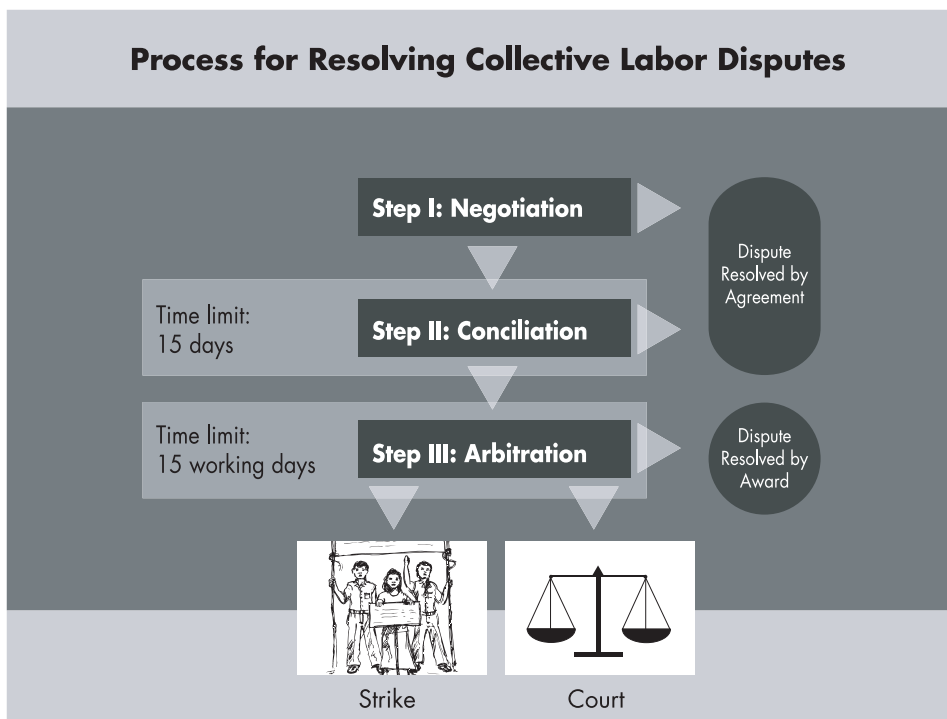 Process for Resolving Collective Labor Disputes
Step I: Negotiation
Dispute
Resolved by
Agreement
Time limit:
15 days
Step II: Conciliation
Time limit:
15 working days
Step III: Arbitration
Dispute
Resolved by
Award
Strike
Court